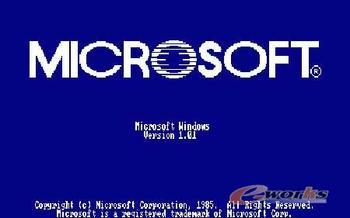 MICROSOFT®
Microsoft Windows
Version 1.01
Copyright (c) Microsoft Corporation, 1985. All Rights Reserved.
Microsoft is a registered trademark of Microsoft Corp.
e-works